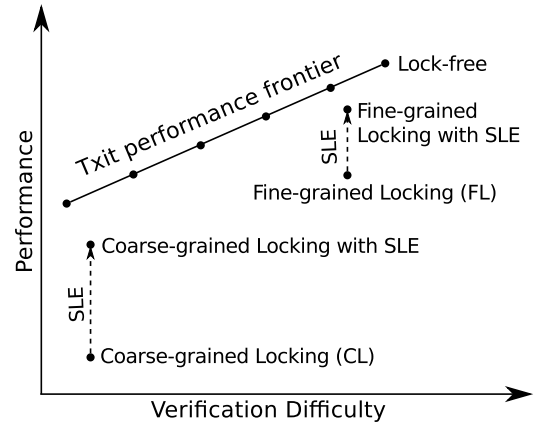 Txit performance frontier
Lock-free
Fine-grained
Locking with SLE
SLE
Fine-grained Locking (FL)
Performance
Coarse-grained Locking with SLE
SLE
Coarse-grained Locking (CL)
Verification Difficulty